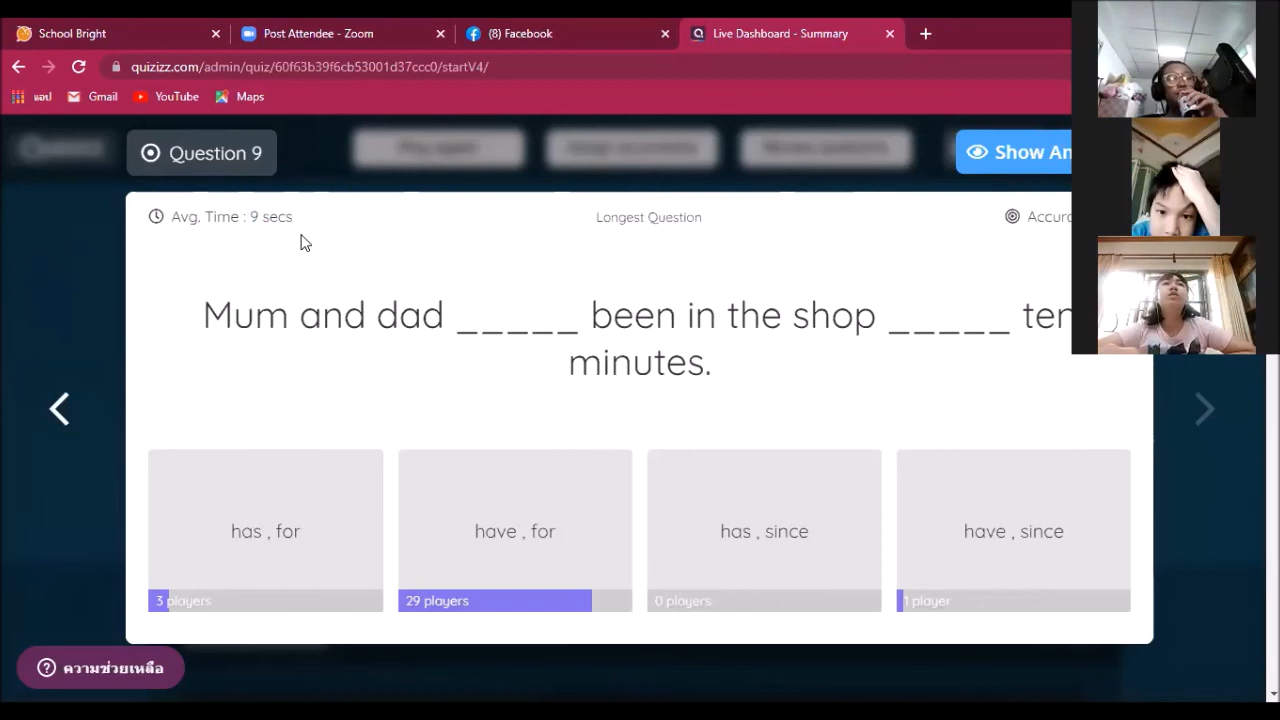 School Bright
Post Attendee - Zoom
(8) Facebook
Live Dashboard - Summary
quizizz.com/admin/quiz/60f63b39f6cb53001d37ccc0/startV4/
แอป
Gmail
YouTube
Maps
Question 9
Show An
Avg. Time : 9 secs
Longest Question
Accura
Mum and dad _____ been in the shop _____ ten
minutes.
has , for
have , for
has , since
have , since
3 players
29 players
0 players
1 player
ความช่วยเหลือ